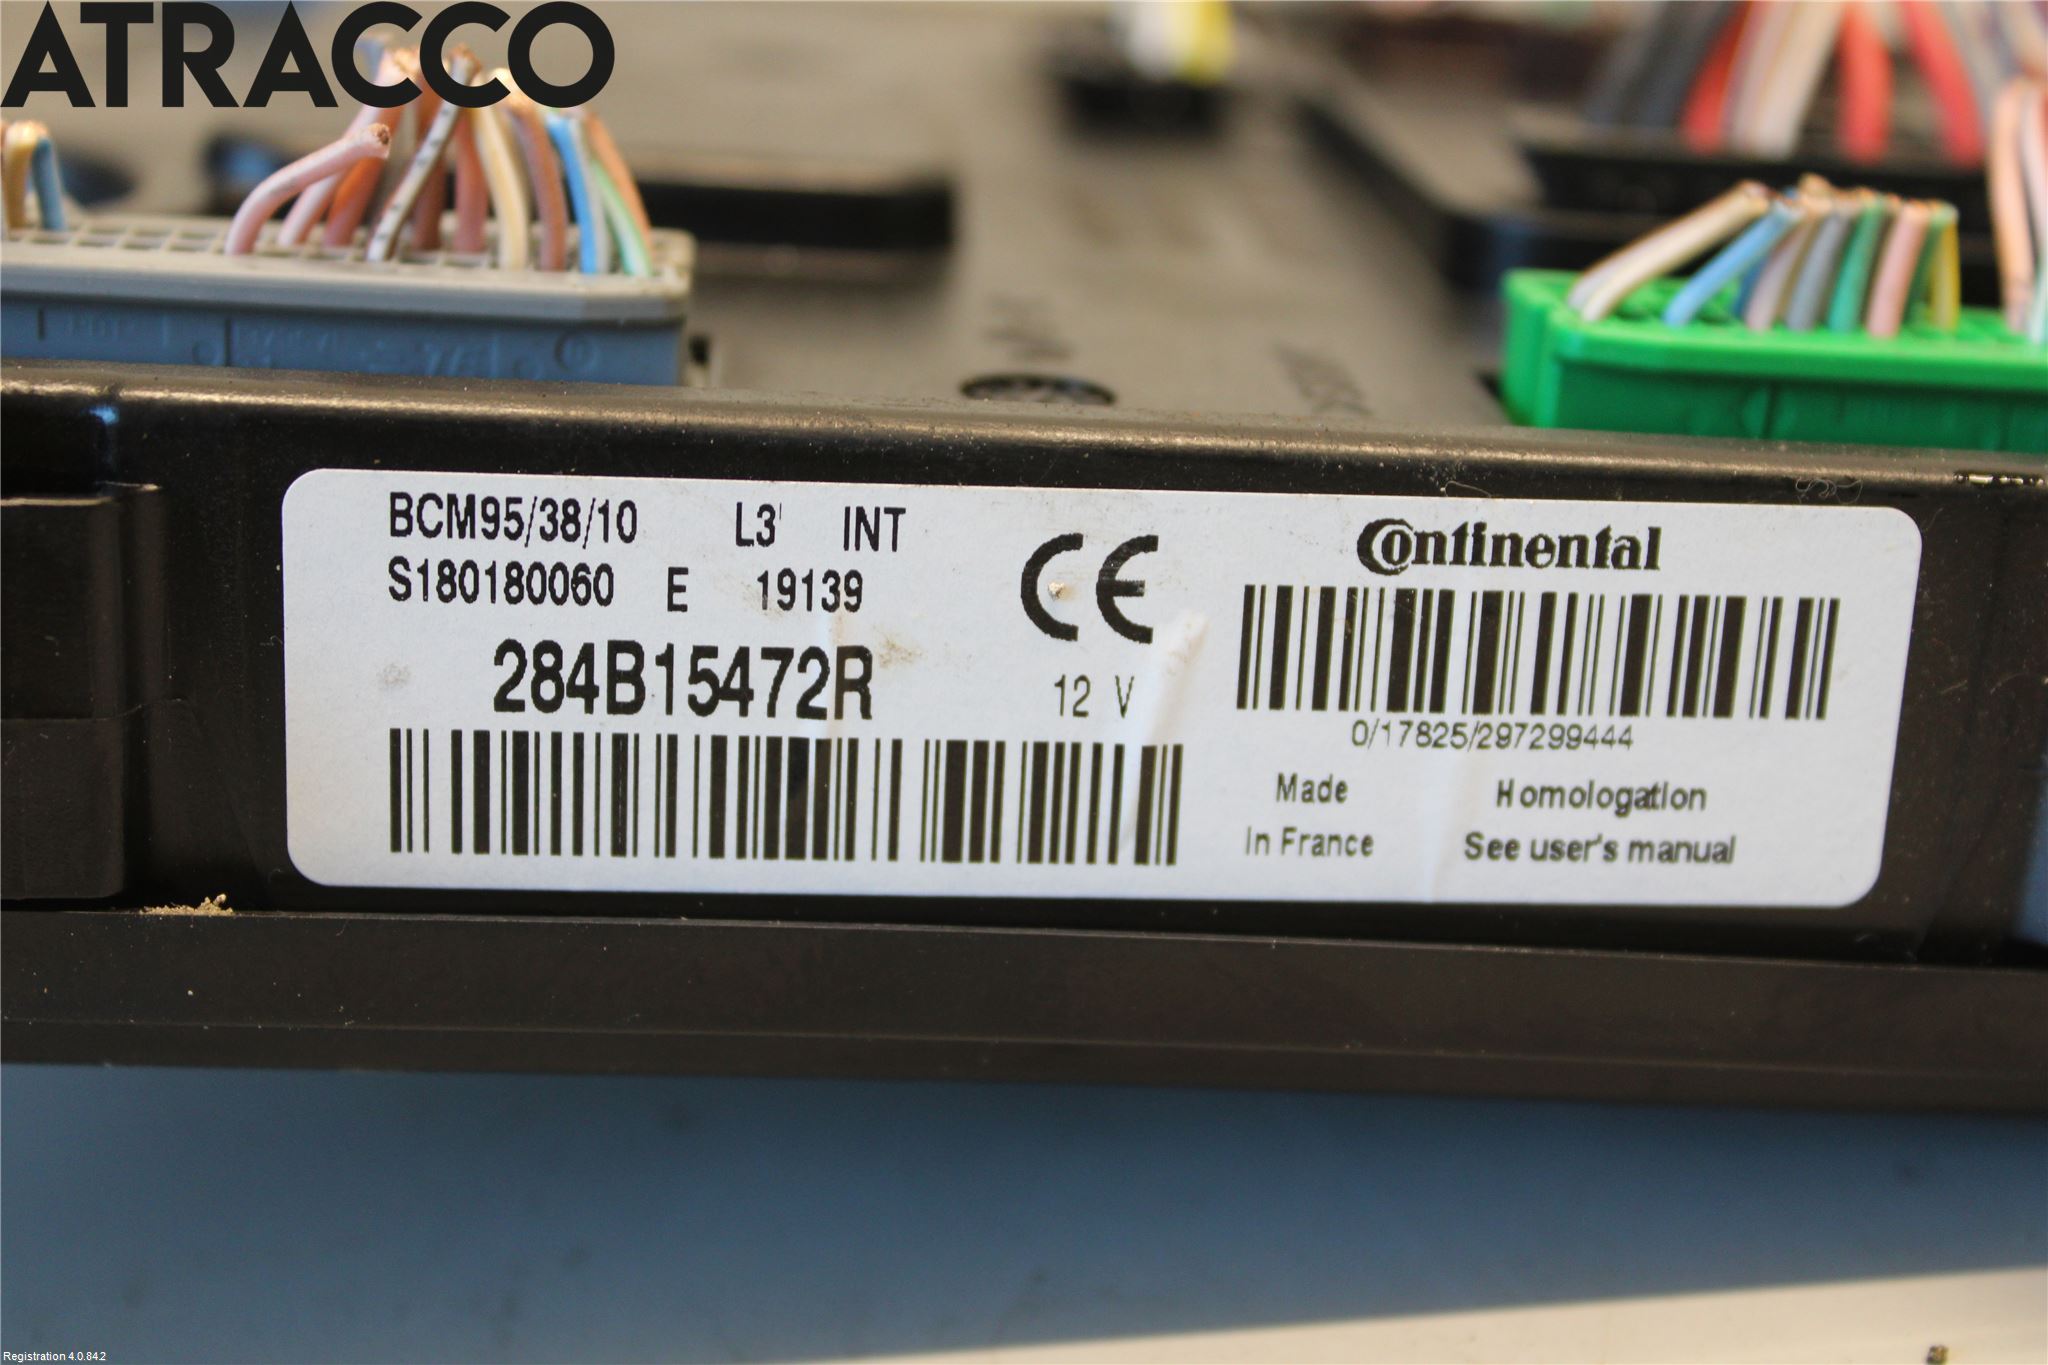 ATRACCO
BCM95/38/10 L3 INT
S180180060 E 19139
284B15472R
CE
12 V
Continental
0/17825/297299444
Made
In France
Homologation
See user's manual
Registration 4.0.84.2